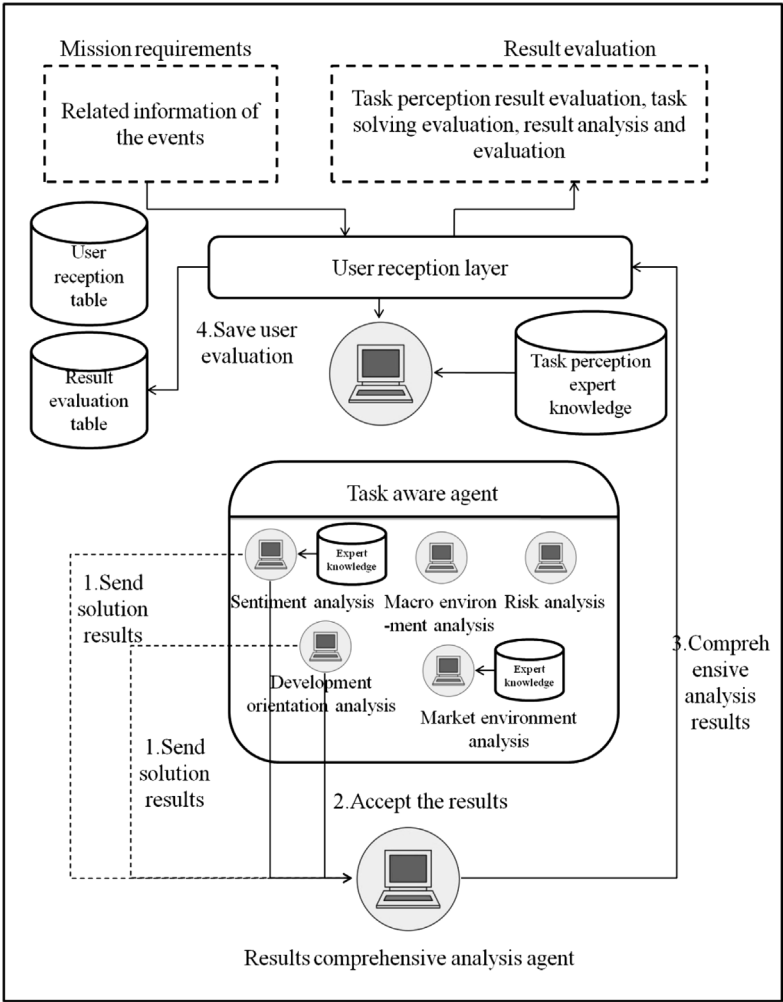 Mission requirements
Result evaluation
Related information of
the events
Task perception result evaluation, task
solving evaluation, result analysis and
evaluation
User
reception
table
User reception layer
4.Save user
evaluation
Result
evaluation
table
Task perception
expert
knowledge
Task aware agent
Expert
knowledge
Sentiment analysis
Macro environ
-ment analysis
Risk analysis
1.Send
solution
results
Development
orientation analysis
Expert
knowledge
Market environment
analysis
3.Ompreh
ensive
analysis
results
1.Send
solution
results
2.Accept the results
Results comprehensive analysis agent